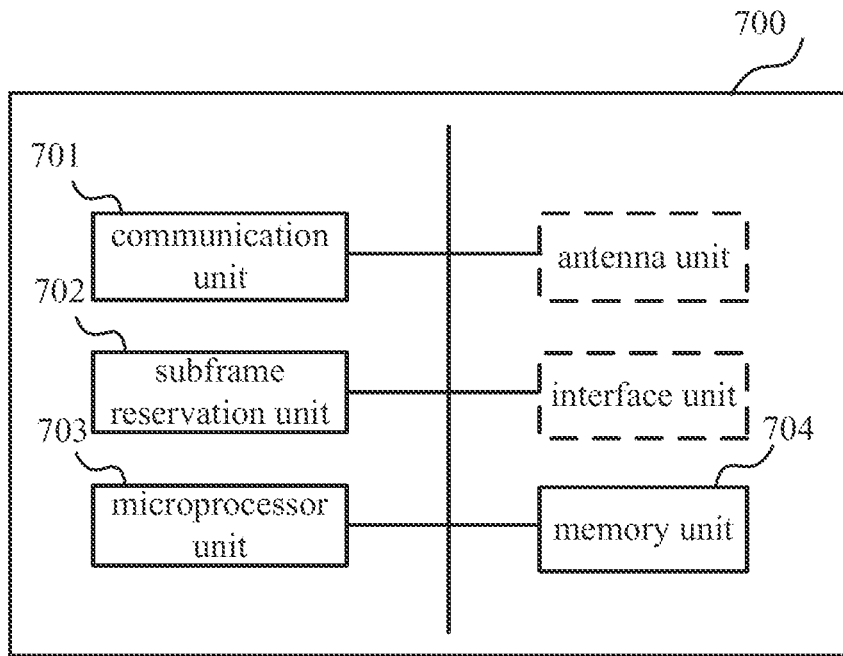 700
701
communication
unit
antenna unit
702
subframe
reservation unit
interface unit
703
704
microprocessor
unit
memory unit